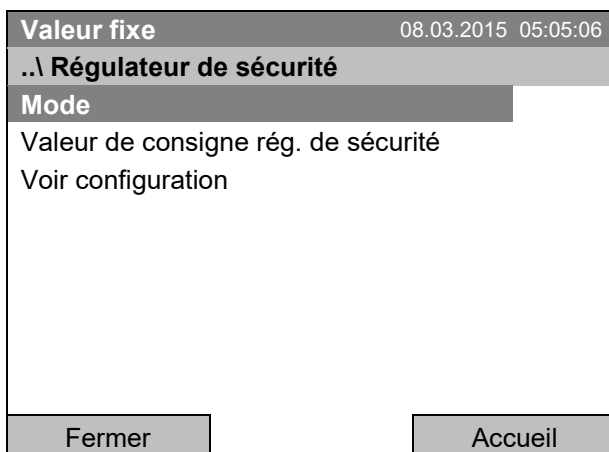 Valeur fixe 08.03.2015 05:05:06
..\ Régulateur de sécurité
Mode
Valeur de consigne rég. de sécurité
Voir configuration
Fermer Accueil